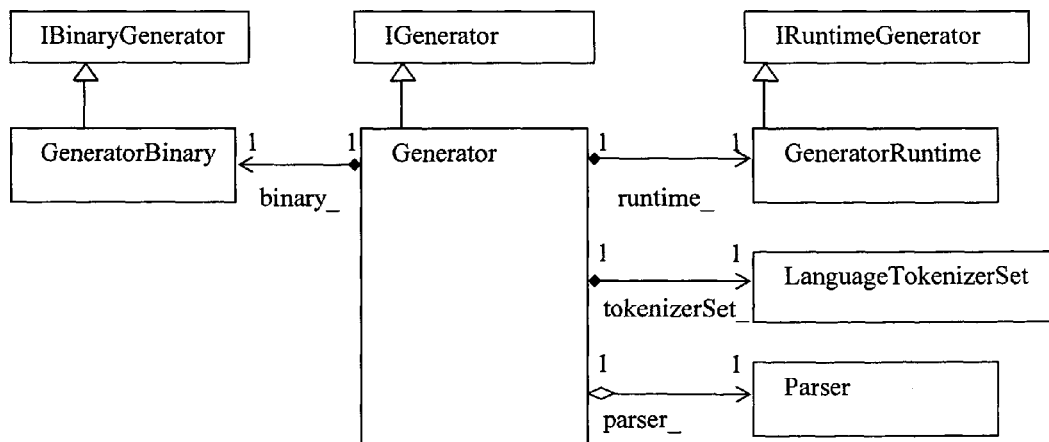 IBinaryGenerator
IGenerator
IRuntimeGenerator
1 1
1 1
GeneratorBinary
Generator
GeneratorRuntime
binary_
runtime_
1 1
LanguageTokenizerSet
tokenizerSet_
1 1
Parser
parser_